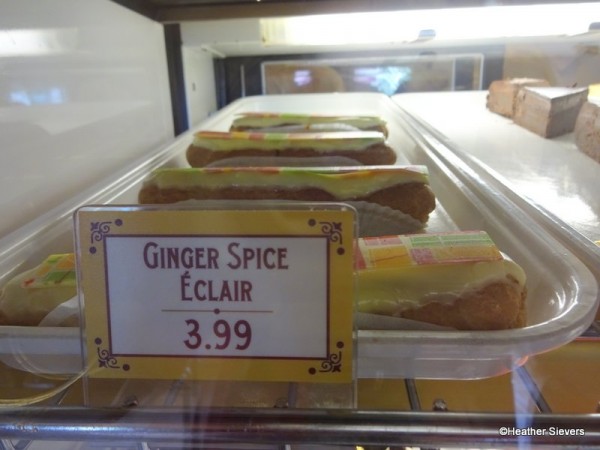 GINGER SPICE
ÉCLAIR
3.99
©Heather Sievers